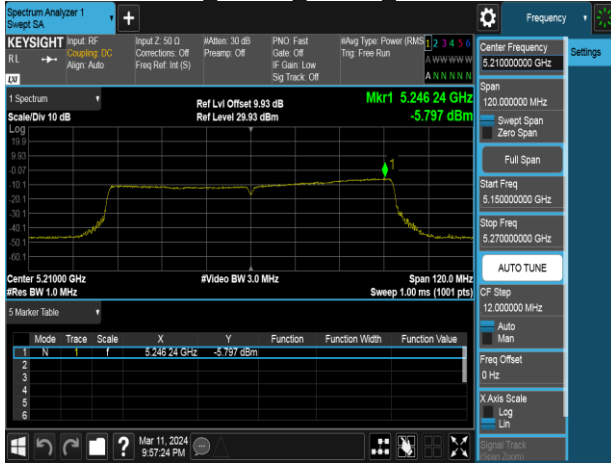 Spectrum Analyzer 1
Swept SA
+
Frequency
KEYSIGHT
RL
LXI
Input: RF
Coupling: DC
Align: Auto
Input Z: 50 Ω
Corrections: Off
Freq Ref: Int (S)
#Atten: 30 dB
Preamp: Off
PNO: Fast
Gate: Off
IF Gain: Low
Sig Track: Off
#Avg Type: Power (RMS
Trig: Free Run
1 2 3 4 5 6
A WW WW W
A N N N N N
Center Frequency
5.210000000 GHz
Settings
Span
120.000000 MHz
Swept Span
Zero Span
Full Span
Start Freq
5.150000000 GHz
Stop Freq
5.270000000 GHz
AUTO TUNE
CF Step
12.000000 MHz
Auto
Man
Freq Offset
0 Hz
X Axis Scale
Log
Lin
Signal Track
(Span Zoom)
1 Spectrum
Scale/Div 10 dB
Ref Lvl Offset 9.93 dB
Ref Level 29.93 dBm
Mkr1 5.246 24 GHz
-5.797 dBm
Log
19.9
9.93
-0.07
-10.1
-20.1
-30.1
-40.1
-50.1
-60.1
1
Center 5.21000 GHz
#Video BW 3.0 MHz
Span 120.0 MHz
#Res BW 1.0 MHz
Sweep 1.00 ms (1001 pts)
5 Marker Table
Mode Trace Scale X Y Function Function Width Function Value
1 N 1 f 5.246 24 GHz -5.797 dBm
2
3
4
5
6
?
Mar 11, 2024
9:57:24 PM